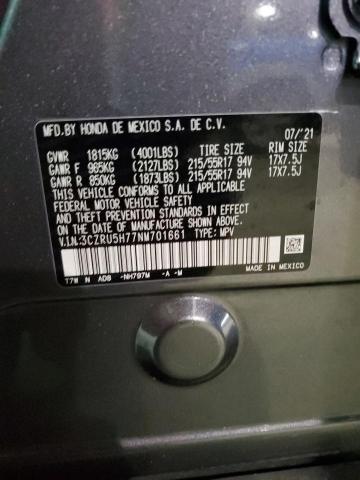 MFD.BY HONDA DE MEXICO S.A. DE C.V.
07/'21
GVWR 1815KG (4001LBS) TIRE SIZE RIM SIZE
GAWR F 965KG (2127LBS) 215/55R17 94V 17X7.5J
GAWR R 850KG (1873LBS) 215/55R17 94V 17X7.5J
THIS VEHICLE CONFORMS TO ALL APPLICABLE
FEDERAL MOTOR VEHICLE SAFETY AND THEFT
PREVENTION STANDARDS IN EFFECT ON THE
DATE OF MANUFACTURE SHOWN ABOVE.
V.I.N.:3CZRU5H77NM701661 TYPE: MPV
T7W N AD8 -NH797M -A -M
MADE IN MEXICO